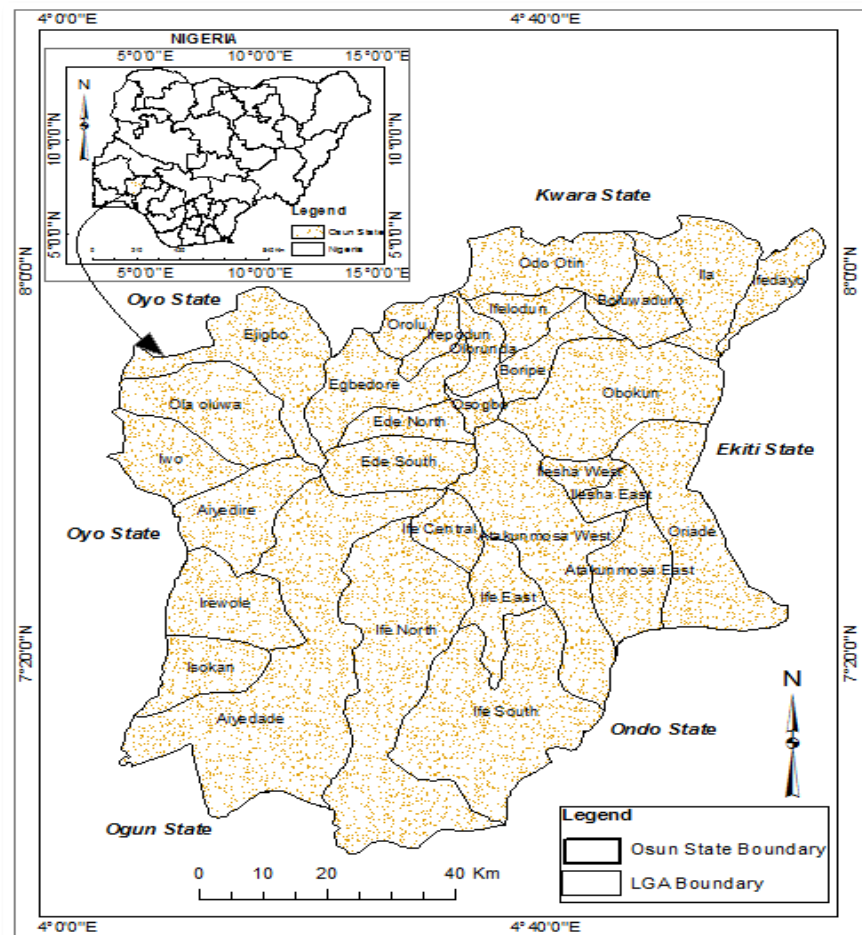 4°0'0"E 4°40'0"E
NIGERIA
5°0'0"E 10°0'0"E 15°0'0"E
N
10°0'0"N 10°0'0"N
5°0'0"N 5°0'0"N
Legend
Osun State
Nigeria
5°0'0"E 10°0'0"E 15°0'0"E
Kwara State
8°0'0"N 8°0'0"N
Oyo State
Odo Otin
Ila
Ifedayo
Boluwaduro
Ifelodun
Orolu
Irepodun
Olorunda
Ejigbo
Boripe
Egbedore
Obokun
Osogbo
Ola oluwa
Ede North
Ekiti State
Iwo
Ede South
Ilesha West
Ilesha East
Aiyedire
Oyo State
Ife Central
Atakunmosa West
Oriade
Atakunmosa East
Irewole
Ife East
Ife North
7°20'0"N 7°20'0"N
Isokan
Aiyedade
Ife South
N
Ondo State
Ogun State
Legend
Osun State Boundary
LGA Boundary
0 10 20 40 Km
4°0'0"E 4°40'0"E